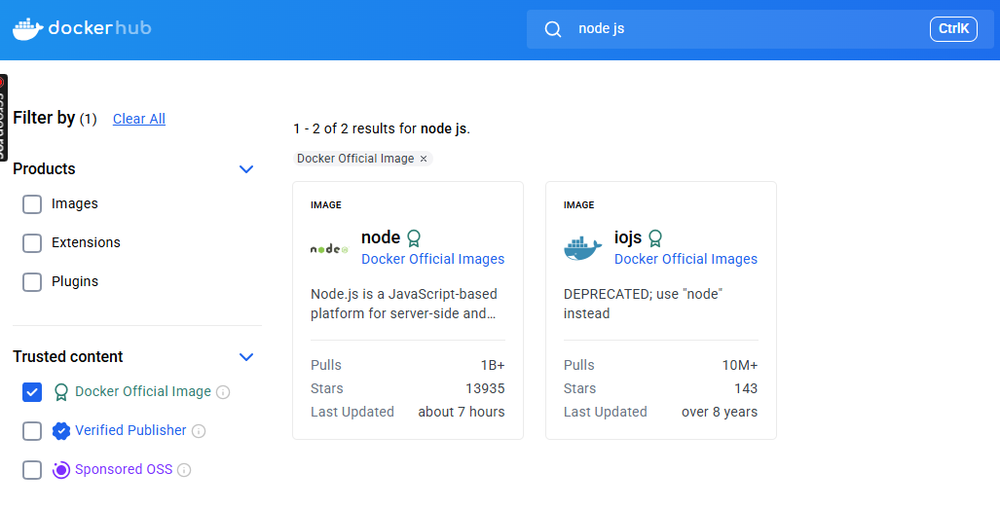 dockerhub
node js
CtrlK
Filter by (1) Clear All
Products
Images
Extensions
Plugins
Trusted content
Docker Official Image
Verified Publisher
Sponsored OSS
1 - 2 of 2 results for node js.
Docker Official Image ×
IMAGE
node
node
Docker Official Images
Node.js is a JavaScript-based
platform for server-side and…
Pulls 1B+
Stars 13935
Last Updated about 7 hours
IMAGE
iojs
Docker Official Images
DEPRECATED; use "node"
instead
Pulls 10M+
Stars 143
Last Updated over 8 years